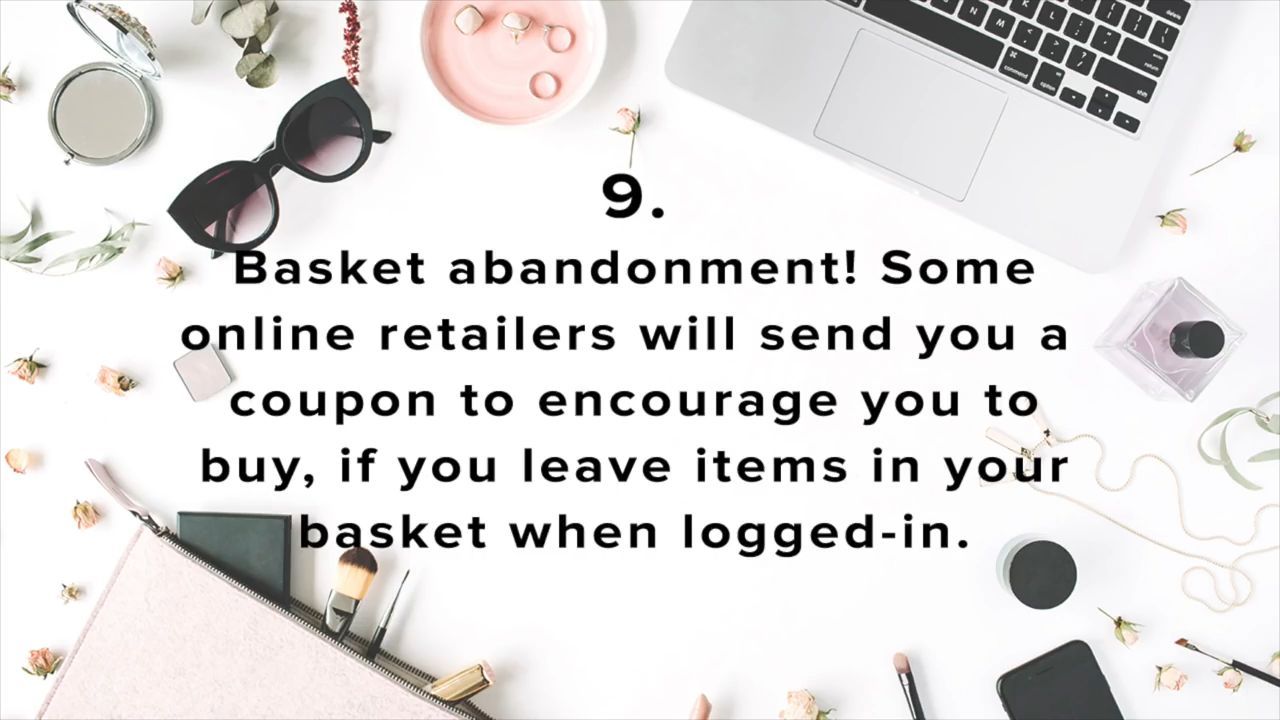 9.
Basket abandonment! Some
online retailers will send you a
coupon to encourage you to
buy, if you leave items in your
basket when logged-in.